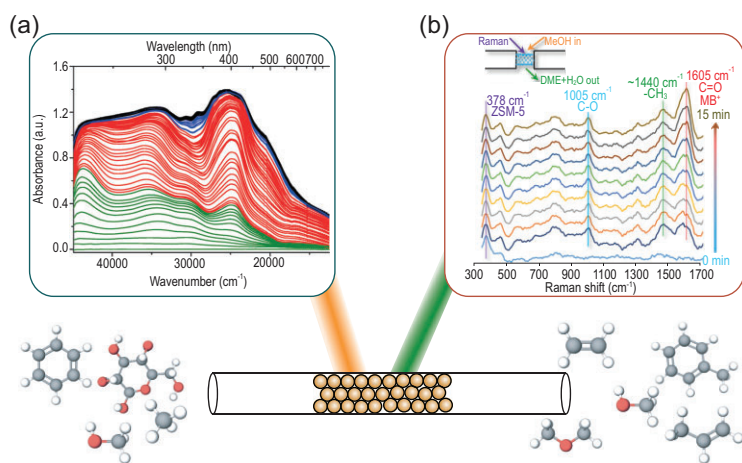 (a)
Wavelength (nm)
300 400 500 600700
1.6
1.2
0.8
0.4
0.0
Absorbance (a.u.)
40000 30000 20000
Wavenumber (cm-1)
(b)
Raman MeOH in
DME+H2O out
378 cm-1
ZSM-5
1005 cm-1
C-O
~1440 cm-1
-CH3
1605 cm-1
C=O
MB+
15 min
0 min
300 500 700 900 1100 1300 1500 1700
Raman shift (cm-1)